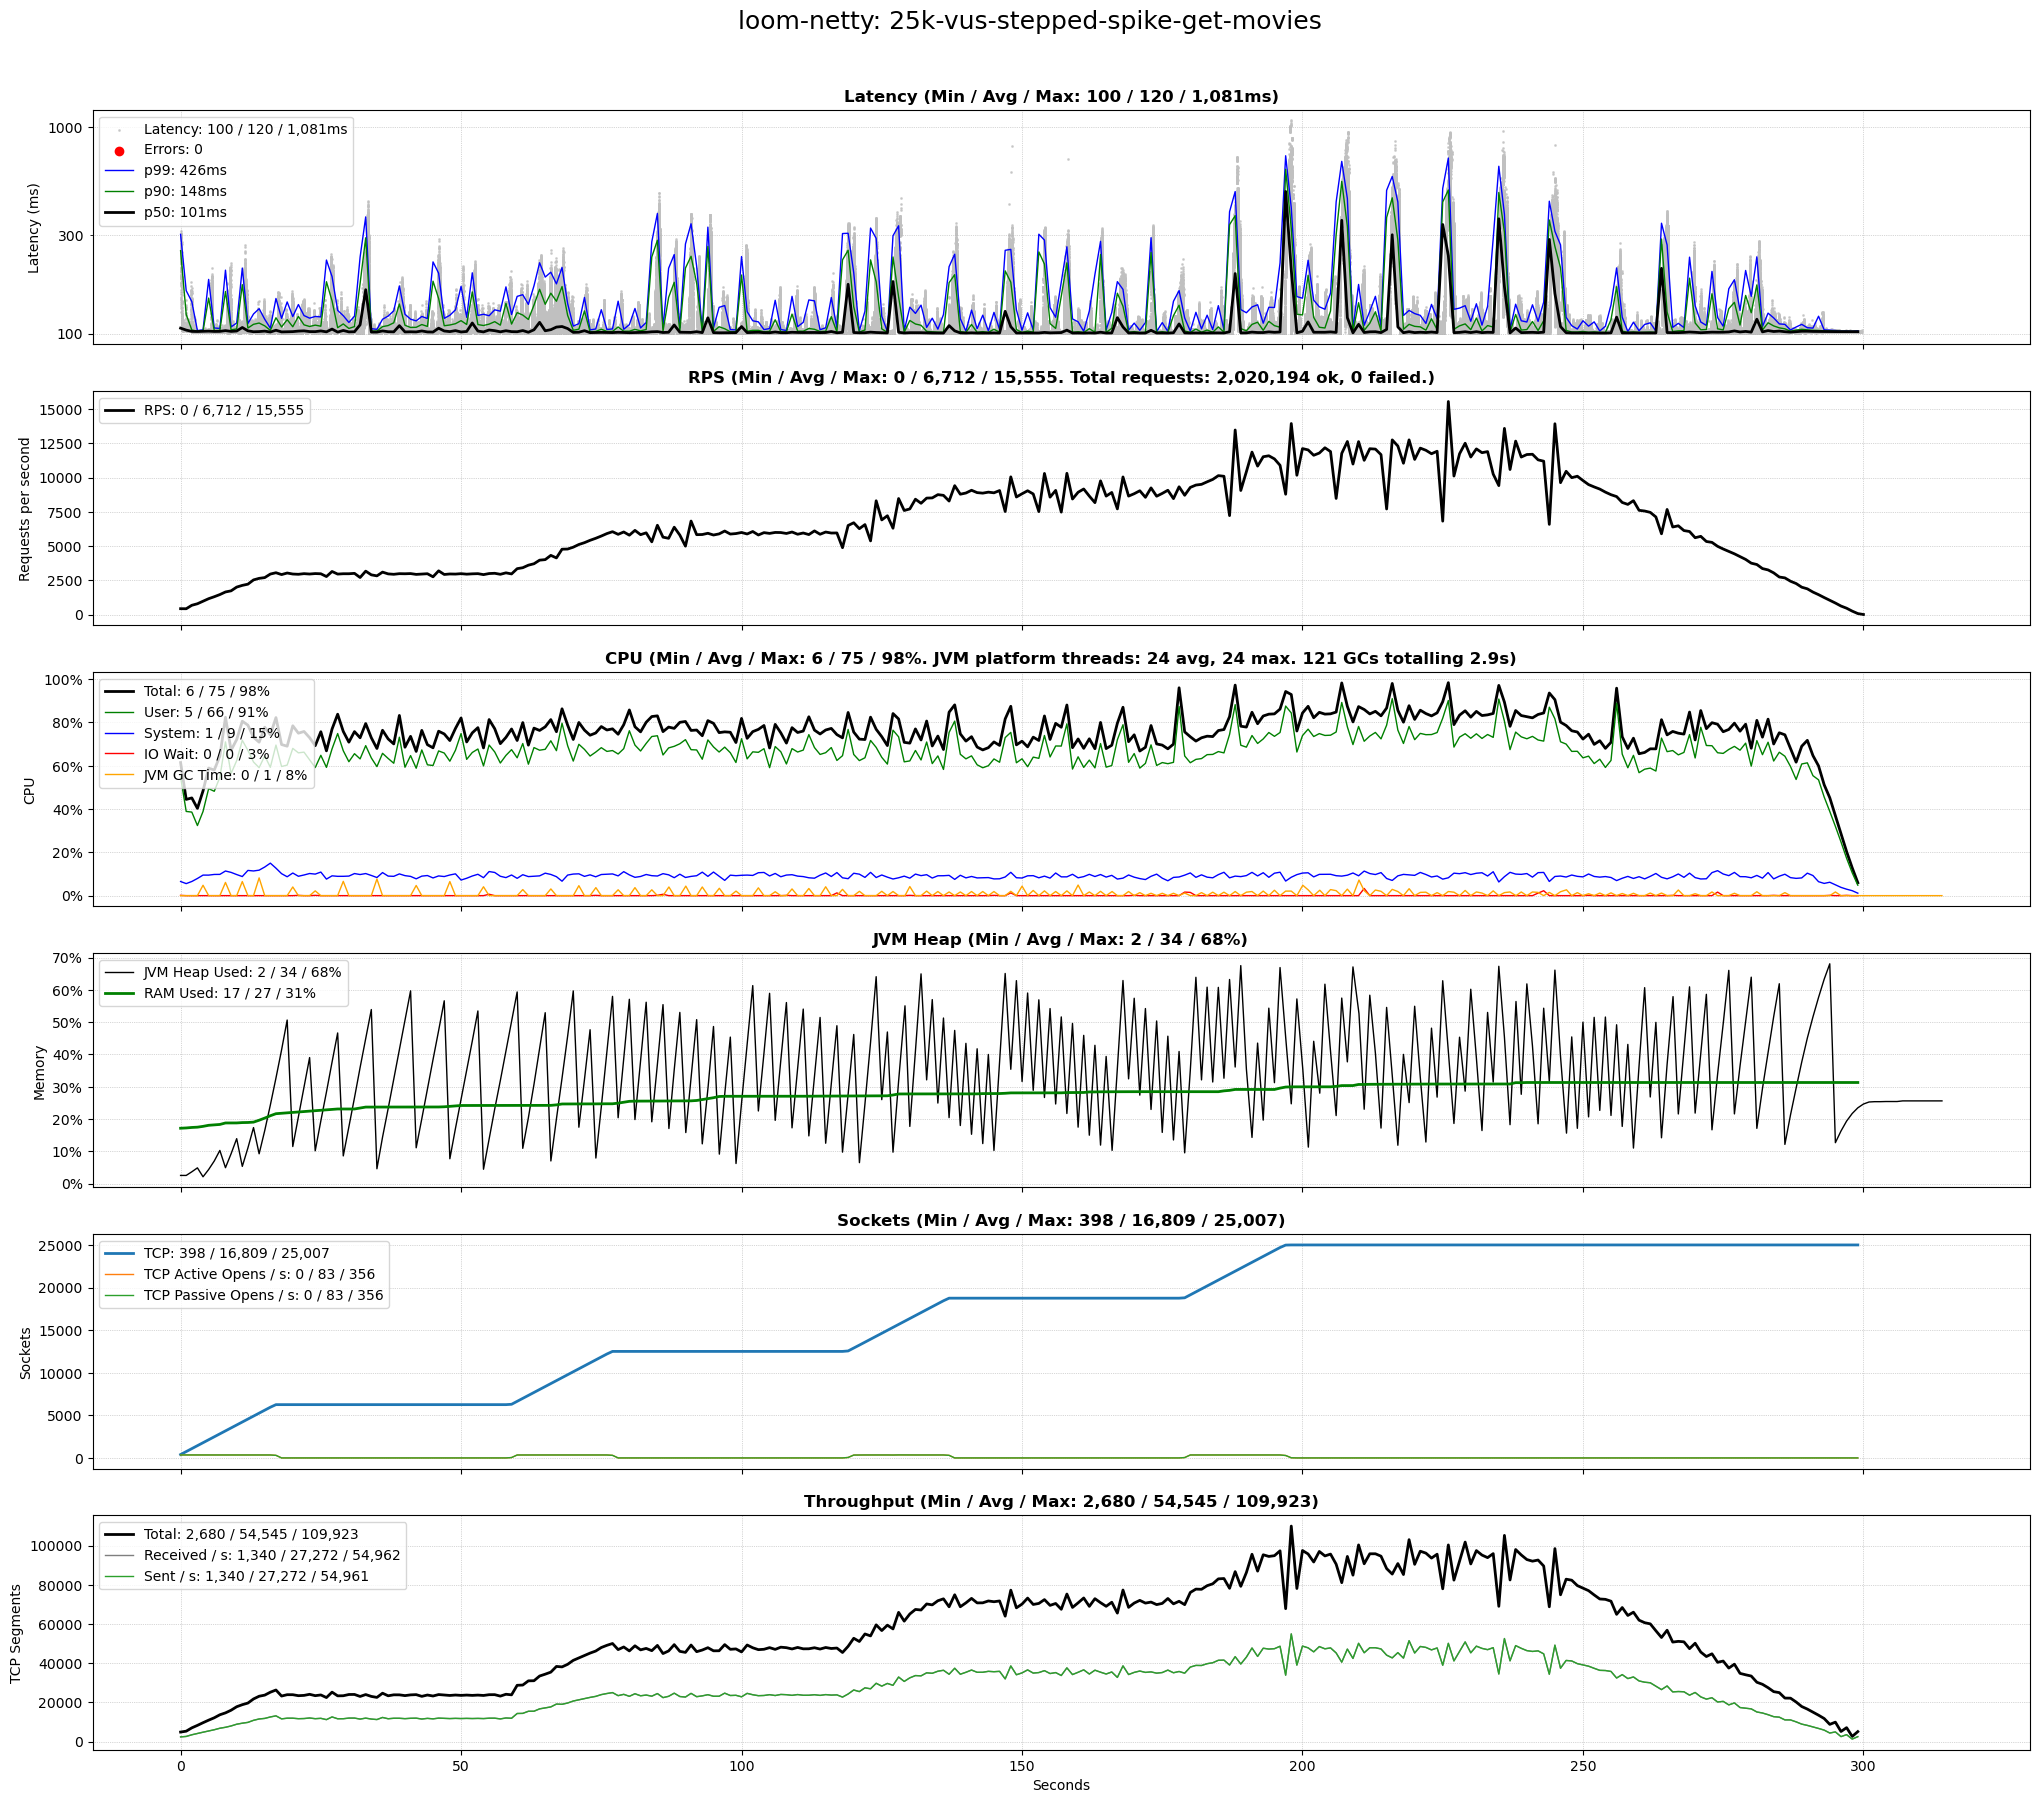 loom-netty: 25k-vus-stepped-spike-get-movies
Latency (Min / Avg / Max: 100 / 120 / 1,081ms)
Latency (ms)
1000
300
100
Latency: 100 / 120 / 1,081ms
Errors: 0
p99: 426ms
p90: 148ms
p50: 101ms
RPS (Min / Avg / Max: 0 / 6,712 / 15,555. Total requests: 2,020,194 ok, 0 failed.)
Requests per second
15000
12500
10000
7500
5000
2500
0
RPS: 0 / 6,712 / 15,555
CPU (Min / Avg / Max: 6 / 75 / 98%. JVM platform threads: 24 avg, 24 max. 121 GCs totalling 2.9s)
CPU
100%
80%
60%
40%
20%
0%
Total: 6 / 75 / 98%
User: 5 / 66 / 91%
System: 1 / 9 / 15%
IO Wait: 0 / 0 / 3%
JVM GC Time: 0 / 1 / 8%
JVM Heap (Min / Avg / Max: 2 / 34 / 68%)
Memory
70%
60%
50%
40%
30%
20%
10%
0%
JVM Heap Used: 2 / 34 / 68%
RAM Used: 17 / 27 / 31%
Sockets (Min / Avg / Max: 398 / 16,809 / 25,007)
Sockets
25000
20000
15000
10000
5000
0
TCP: 398 / 16,809 / 25,007
TCP Active Opens / s: 0 / 83 / 356
TCP Passive Opens / s: 0 / 83 / 356
Throughput (Min / Avg / Max: 2,680 / 54,545 / 109,923)
TCP Segments
100000
80000
60000
40000
20000
0
Total: 2,680 / 54,545 / 109,923
Received / s: 1,340 / 27,272 / 54,962
Sent / s: 1,340 / 27,272 / 54,961
0 50 100 150 200 250 300
Seconds